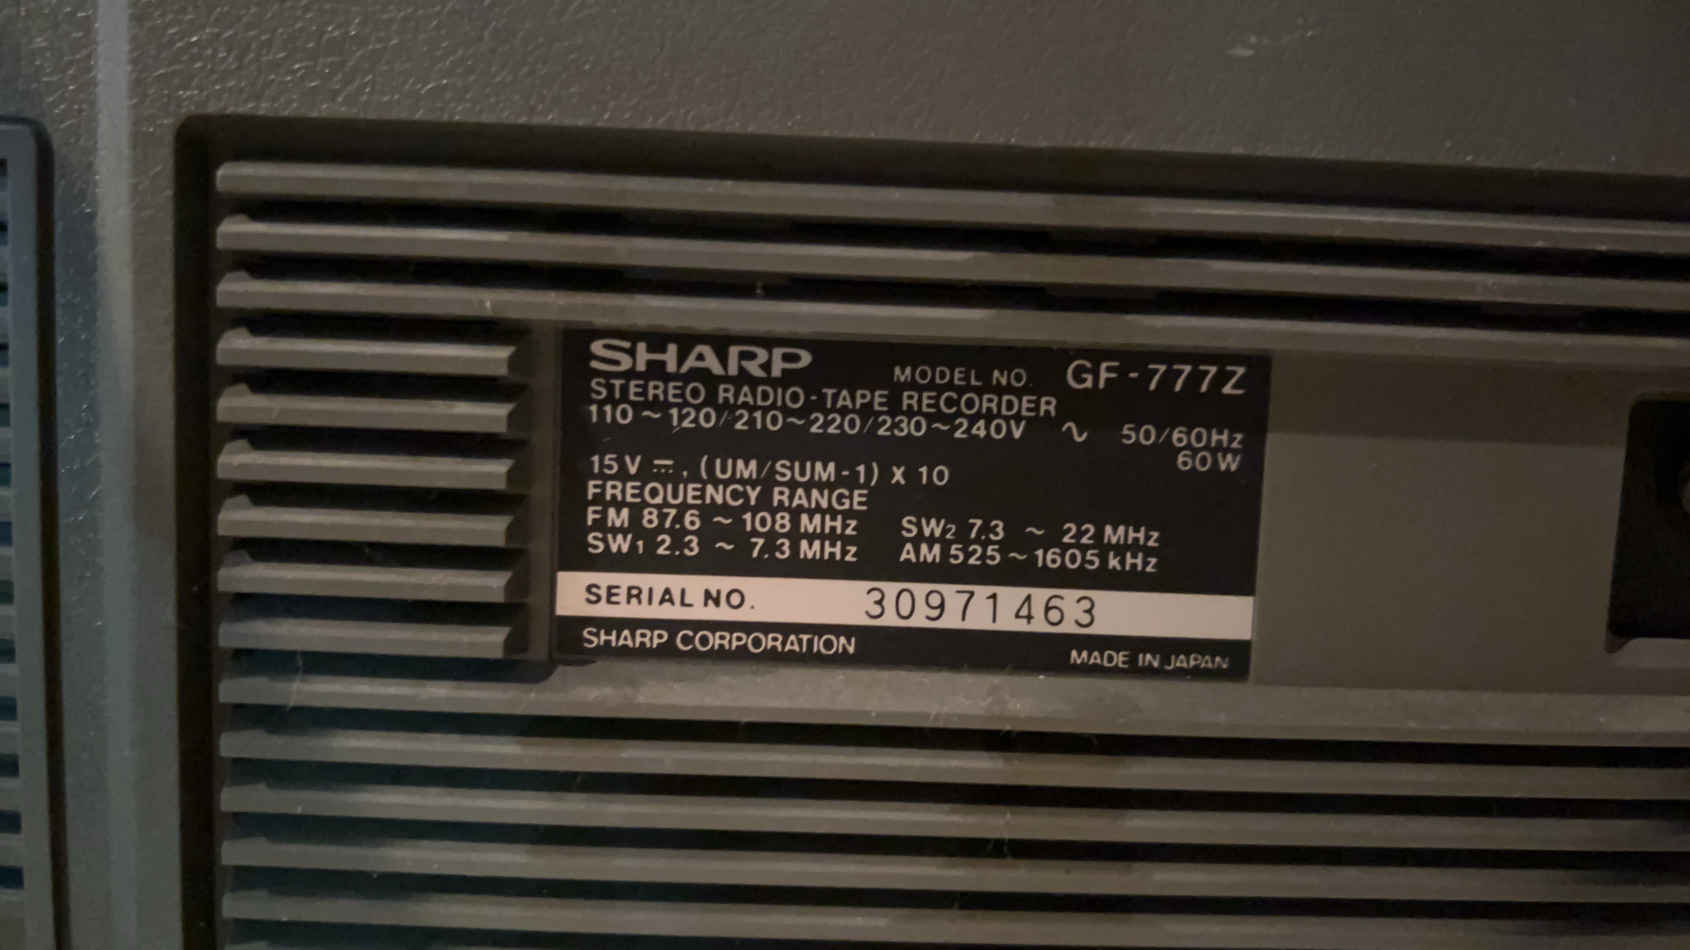 SHARP MODEL NO. GF-777Z
STEREO RADIO-TAPE RECORDER
110~120/210~220/230~240V ∿ 50/60Hz
60W
15V ⎓, (UM/SUM-1) X 10
FREQUENCY RANGE
FM 87.6 ~ 108 MHz SW2 7.3 ~ 22 MHz
SW1 2.3 ~ 7.3 MHz AM 525~1605 kHz
SERIAL NO. 30971463
SHARP CORPORATION MADE IN JAPAN